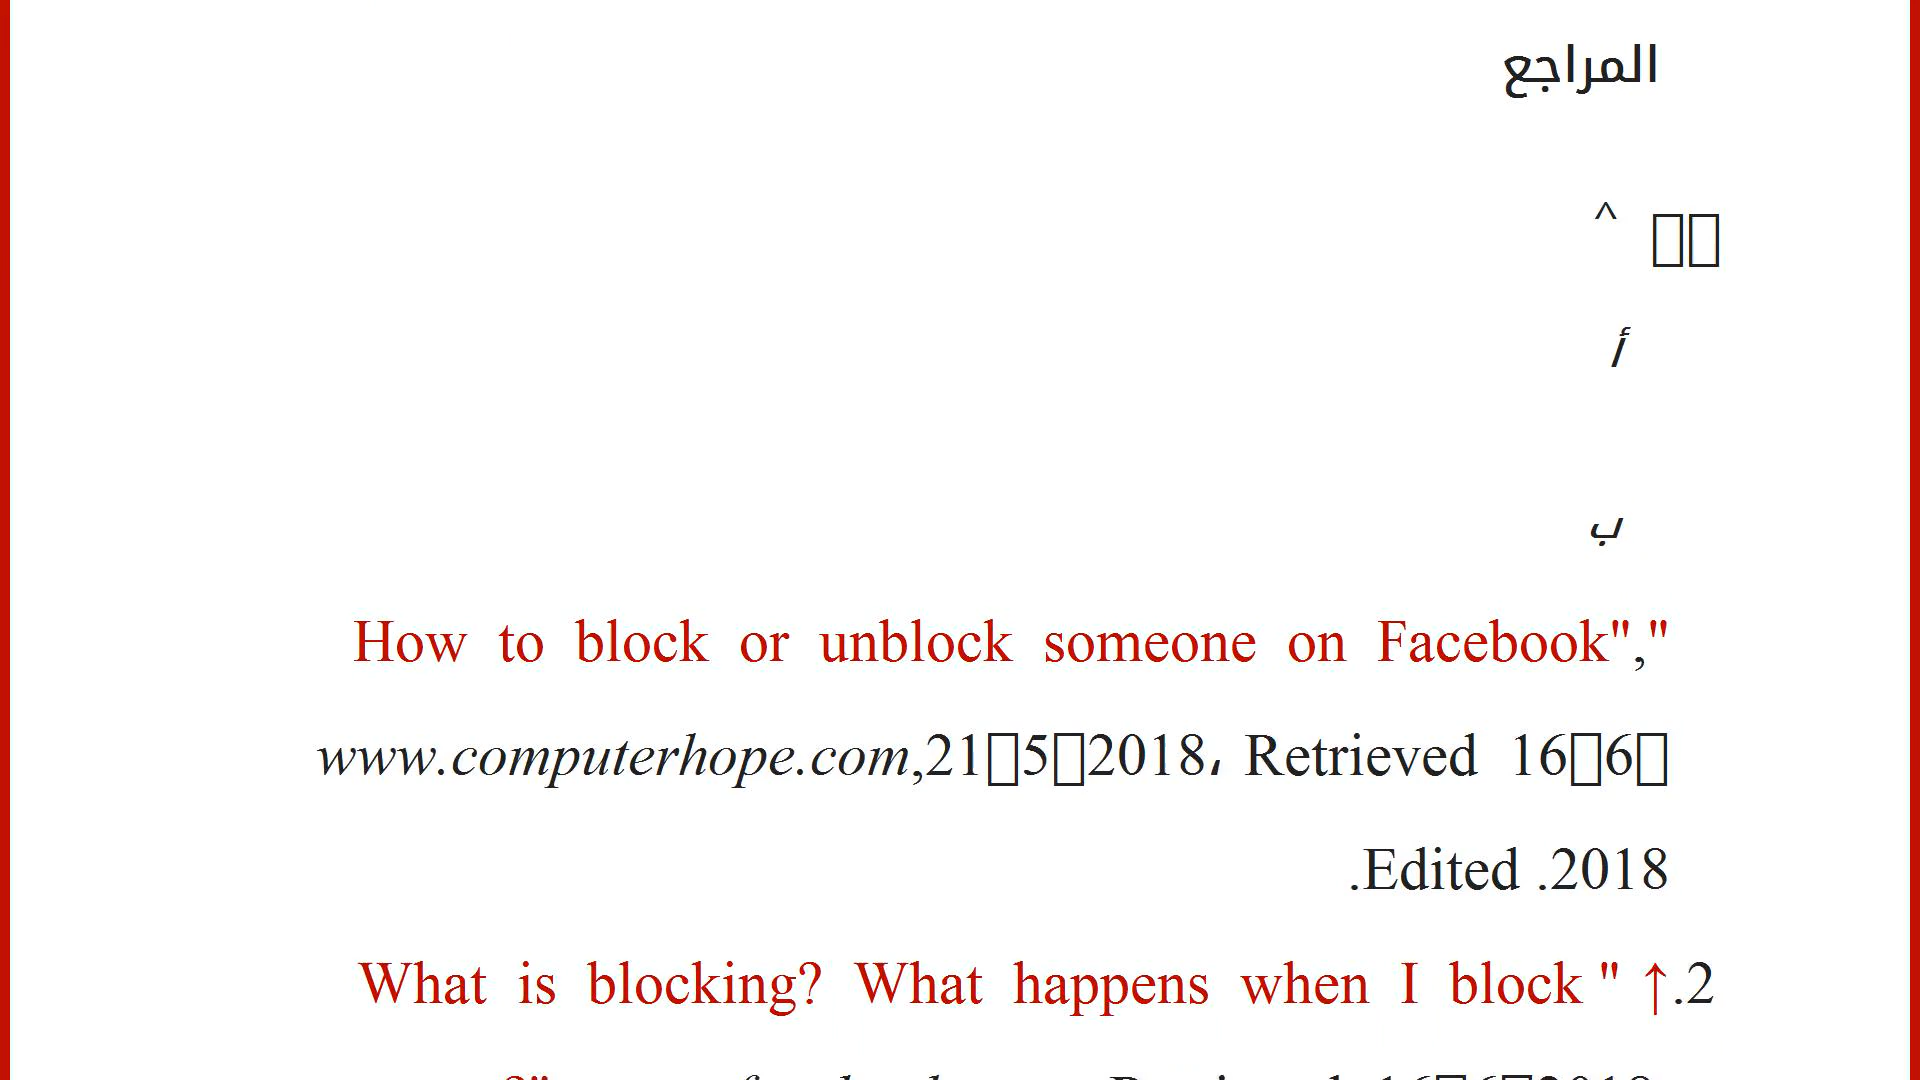 المراجع
^ ▯▯
أ
ب
How to block or unblock someone on Facebook","
www.computerhope.com,21▯5▯2018، Retrieved 16▯6▯
.Edited .2018
What is blocking? What happens when I block " ↑.2